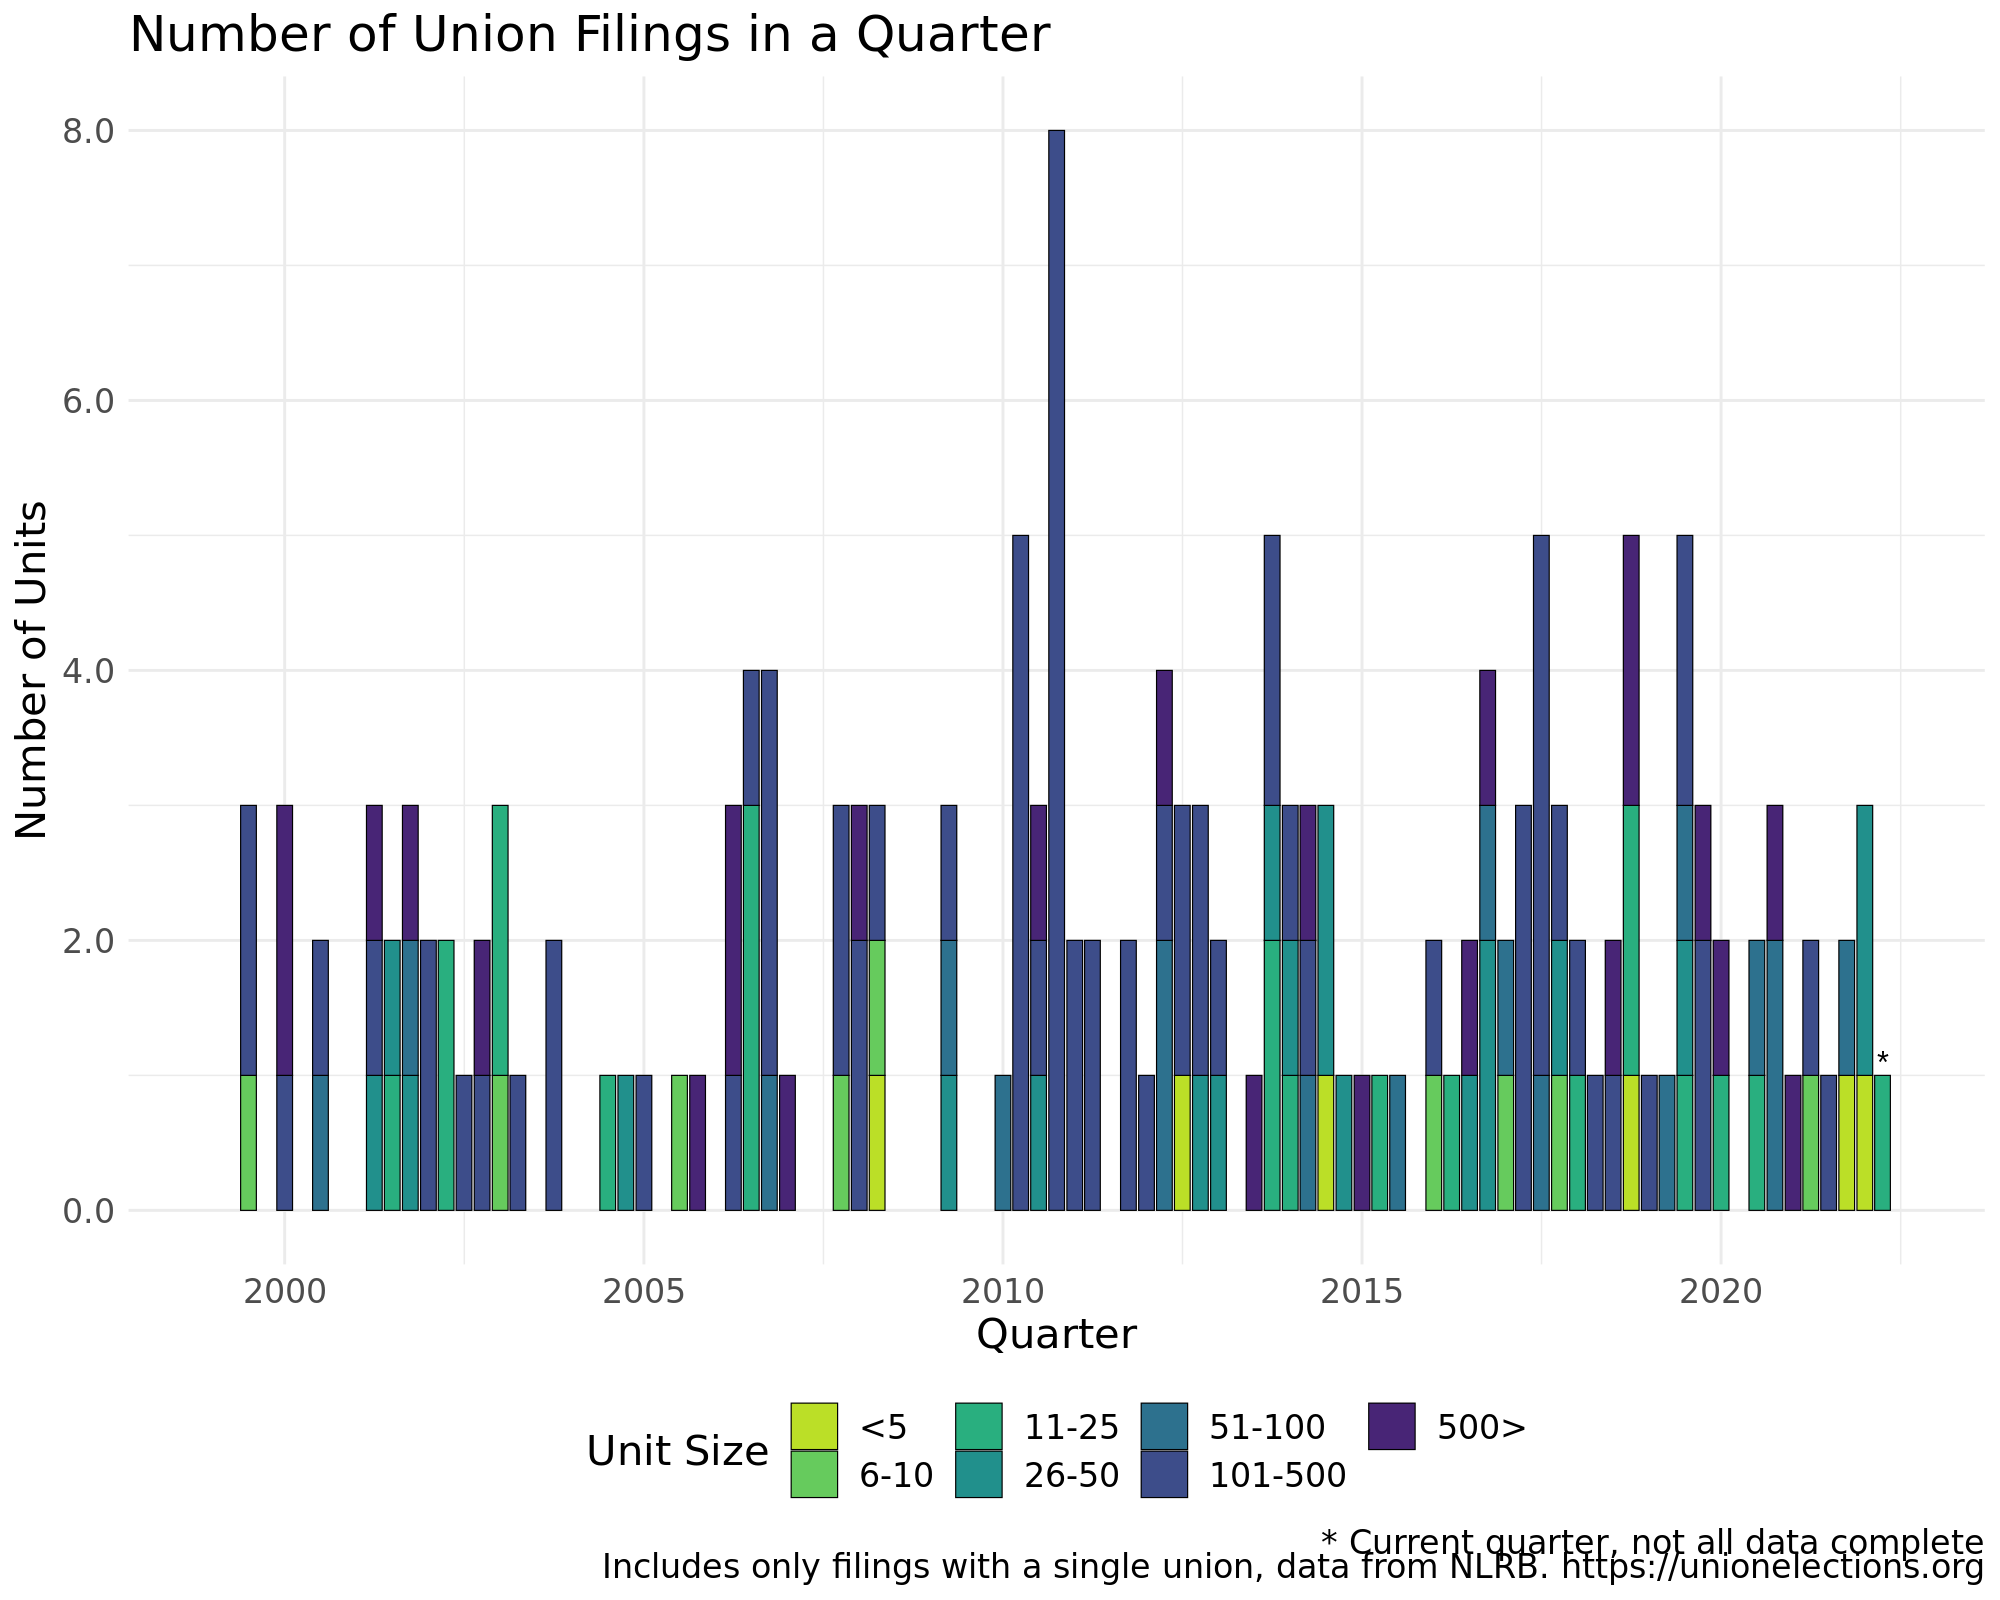 Number of Union Filings in a Quarter
Number of Units
8.0
6.0
4.0
2.0
0.0
*
2000 2005 2010 2015 2020
Quarter
Unit Size
<5 11-25 51-100 500>
6-10 26-50 101-500
* Current quarter, not all data complete
Includes only filings with a single union, data from NLRB. https://unionelections.org